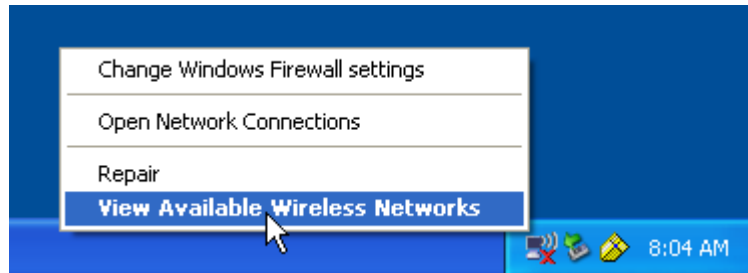 Change Windows Firewall settings
Open Network Connections
Repair
View Available Wireless Networks
8:04 AM